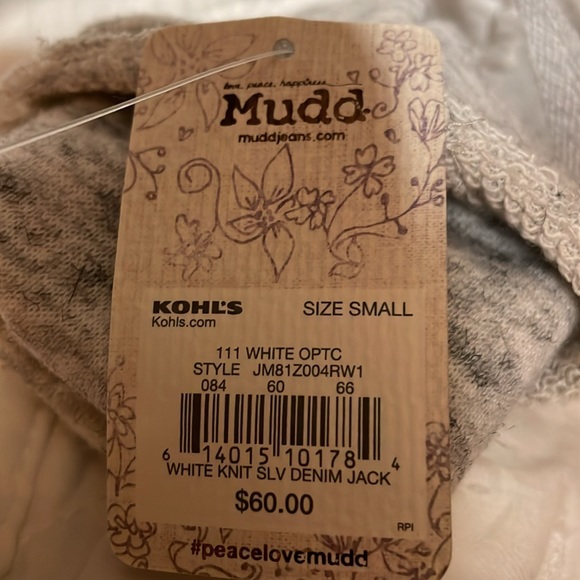 love, peace, happiness
Mudd
muddjeans.com
KOHL'S SIZE SMALL
Kohls.com
111 WHITE OPTC
STYLE JM81Z004RW1
084 60 66
6 14015 10178 4
WHITE KNIT SLV DENIM JACK
$60.00
RPI
#peacelovemudd